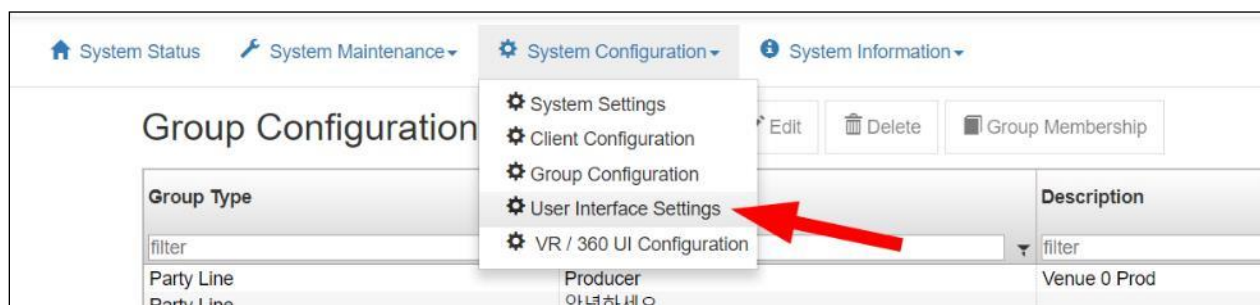 System Status System Maintenance System Configuration System Information
System Settings
Client Configuration
Group Configuration
User Interface Settings
VR / 360 UI Configuration
Group Configuration Edit Delete Group Membership
Group Type Description
filter filter
Party Line Producer Venue 0 Prod
Party Line 안녕하세요